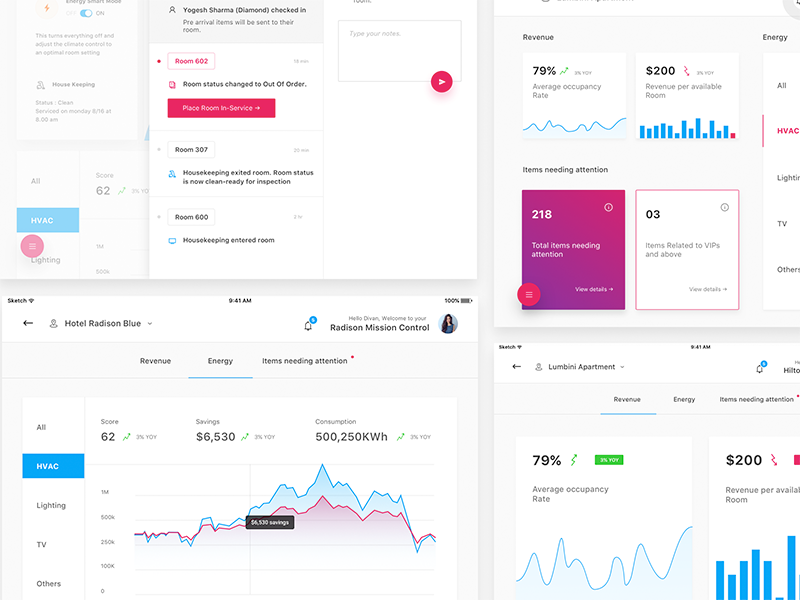 Energy Smart Mode
ON
This turns everything off and
adjust the climate control to
an optimal room setting
House Keeping
Status : Clean
Serviced on monday 8/16 at
8.00 am
All
HVAC
Lighting
Score
62
3% YO
1M
500k
Yogesh Sharma (Diamond) checked in
Pre arrival items will be sent to their
room.
Room 602
18 min
Room status changed to Out Of Order.
Place Room In-Service →
Room 307
20 min
Housekeeping exited room. Room status
is now clean-ready for inspection
Room 600
2 hr
Housekeeping entered room
room.
Type your notes.
Lumbini Apartment
Revenue
Energy
79%
3% YOY
Average occupancy
Rate
$200
3% YOY
Revenue per available
Room
All
HVAC
Lightin
TV
Others
Items needing attention
218
Total items needing
attention
View details →
03
Items Related to VIPs
and above
View details →
Sketch
9:41 AM
100%
← Hotel Radison Blue
5
Hello Divan, Welcome to your
Radison Mission Control
Revenue
Energy
Items needing attention
All
HVAC
Lighting
TV
Others
Score
62
3% YOY
Savings
$6,530
3% YOY
Consumption
500,250KWh
3% YOY
1M
500k
250K
100K
0
$6,530 savings
Sketch
9:41 AM
← Lumbini Apartment
Hilto
Revenue
Energy
Items needing attention
79%
3% YOY
Average occupancy
Rate
$200
Revenue per availab
Room